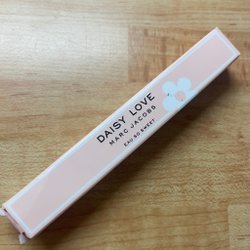 DAISY LOVE
MARC JACOBS
EAU SO SWEET